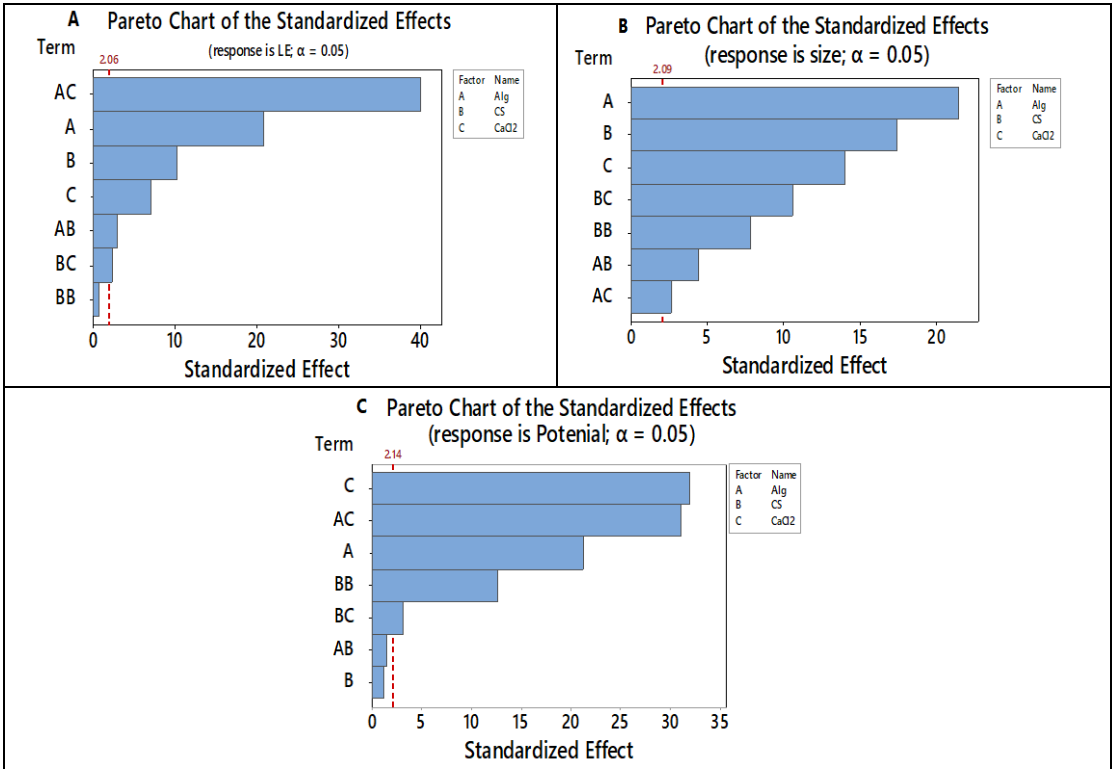 A Pareto Chart of the Standardized Effects
(response is LE; α = 0.05)
Term
2.06
AC
A
B
C
AB
BC
BB
0 10 20 30 40
Standardized Effect
Factor Name
A Alg
B CS
C CaCl2
B Pareto Chart of the Standardized Effects
(response is size; α = 0.05)
Term
2.09
A
B
C
BC
BB
AB
AC
0 5 10 15 20
Standardized Effect
Factor Name
A Alg
B CS
C CaCl2
C Pareto Chart of the Standardized Effects
(response is Potenial; α = 0.05)
Term
2.14
C
AC
A
BB
BC
AB
B
0 5 10 15 20 25 30 35
Standardized Effect
Factor Name
A Alg
B CS
C CaCl2